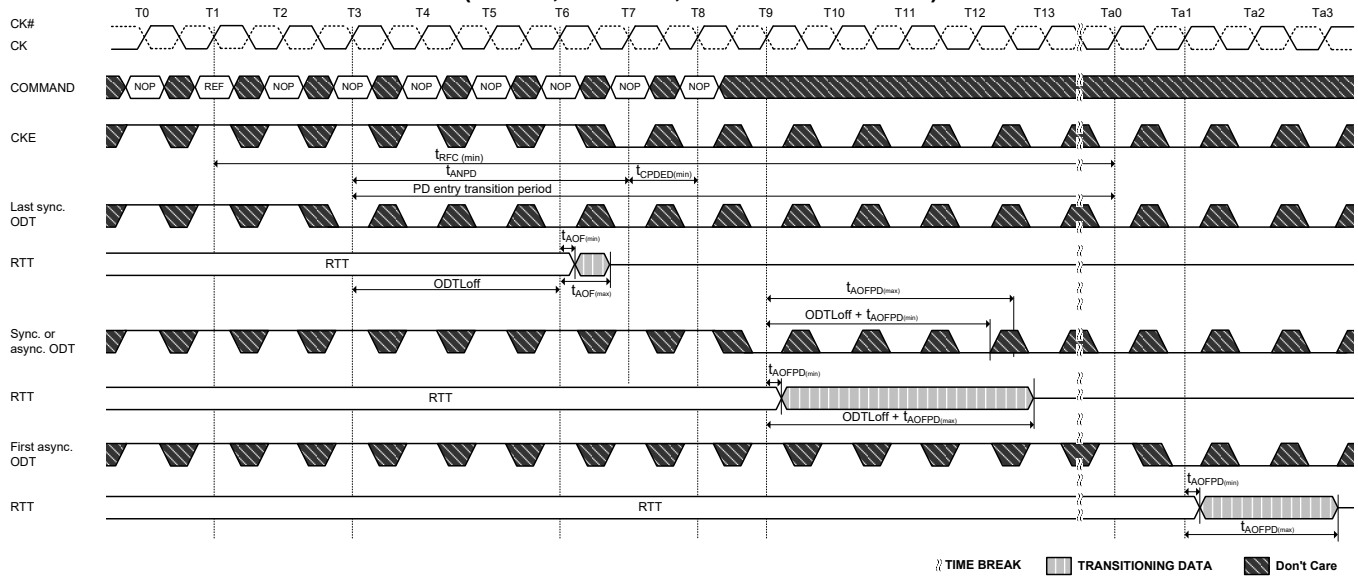 T0 T1 T2 T3 T4 T5 T6 T7 T8 T9 T10 T11 T12 T13 Ta0 Ta1 Ta2 Ta3
CK#
CK
COMMAND NOP REF NOP NOP NOP NOP NOP NOP NOP
CKE
tRFC (min)
tANPD tCPDED(min)
PD entry transition period
Last sync.
ODT
tAOF(min)
RTT RTT
ODTLoff tAOF(max)
tAOFPD(max)
ODTLoff + tAOFPD(min)
Sync. or
async. ODT
tAOFPD(min)
RTT RTT
ODTLoff + tAOFPD(max)
First async.
ODT
tAOFPD(min)
RTT RTT
tAOFPD(max)
TIME BREAK TRANSITIONING DATA Don't Care